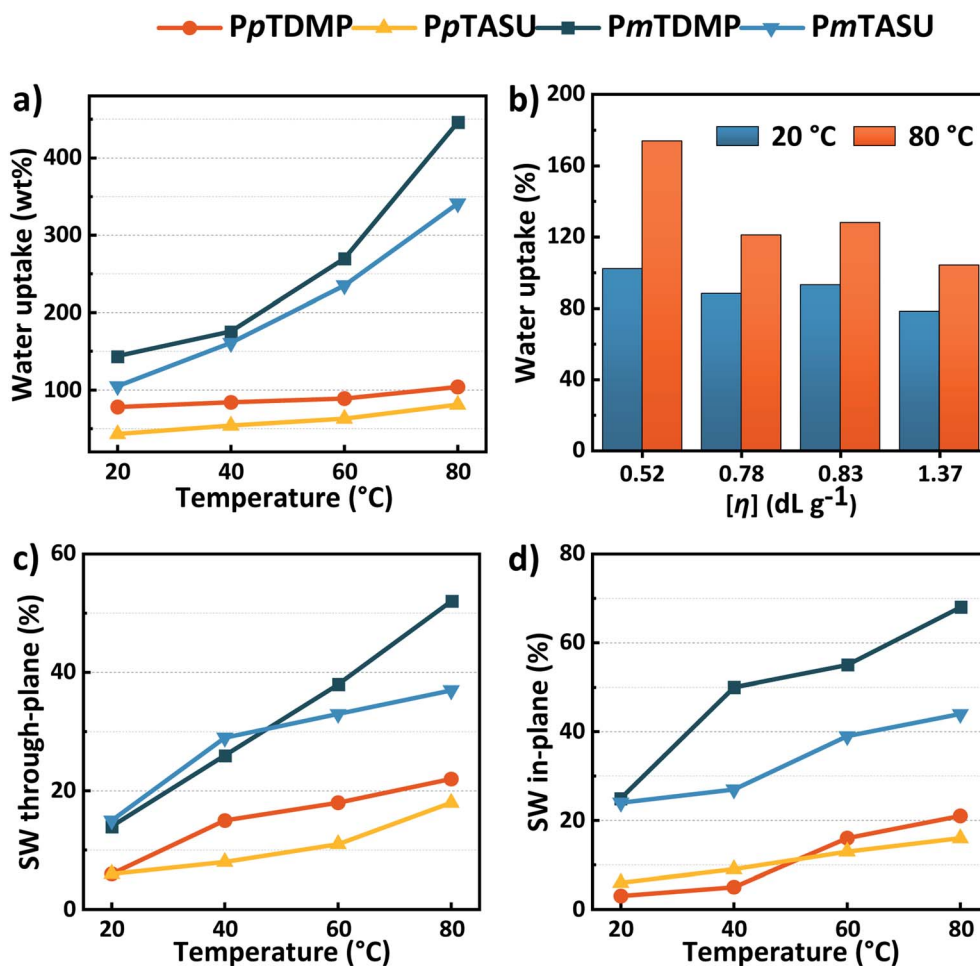 PpTDMP PpTASU PmTDMP PmTASU
a)
Water uptake (wt%)
400
300
200
100
20 40 60 80
Temperature (°C)
b)
Water uptake (%)
200
160
120
80
40
0
20 °C 80 °C
0.52 0.78 0.83 1.37
[η] (dL g-1)
c)
SW through-plane (%)
60
40
20
0
20 40 60 80
Temperature (°C)
d)
SW in-plane (%)
80
60
40
20
0
20 40 60 80
Temperature (°C)